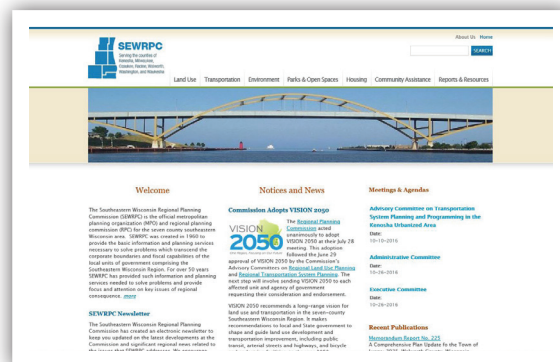 About Us Home
SEWRPC
Serving the counties of
Kenosha, Milwaukee,
Ozaukee, Racine, Walworth,
Washington, and Waukesha
SEARCH
Land Use Transportation Environment Parks & Open Spaces Housing Community Assistance Reports & Resources
Welcome
The Southeastern Wisconsin Regional Planning
Commission (SEWRPC) is the official metropolitan
planning organization (MPO) and regional planning
commission (RPC) for the seven county southeastern
Wisconsin area. SEWRPC was created in 1960 to
provide the basic information and planning services
necessary to solve problems which transcend the
corporate boundaries and fiscal capabilities of the
local units of government comprising the
Southeastern Wisconsin Region. For over 50 years
SEWRPC has provided such information and planning
services needed to solve problems and provide
focus and attention on key issues of regional
consequence. more
SEWRPC Newsletter
The Southeastern Wisconsin Regional Planning
Commission has created an electronic newsletter to
keep you updated on the latest developments at the
Commission and significant regional news related to
Notices and News
Commission Adopts VISION 2050
VISION
2050
The Regional Planning
Commission acted
unanimously to adopt
VISION 2050 at their July 28
meeting. This adoption
followed the June 29
approval of VISION 2050 by the Commission's
Advisory Committees on Regional Land Use Planning
and Regional Transportation System Planning. The
next step will involve sending VISION 2050 to each
affected unit and agency of government
requesting their consideration and endorsement.
VISION 2050 recommends a long-range vision for
land use and transportation in the seven-county
Southeastern Wisconsin Region. It makes
recommendations to local and State government to
shape and guide land use development and
transportation improvement, including public
transit, arterial streets and highways, and bicycle
Meetings & Agendas
Advisory Committee on Transportation
System Planning and Programming in the
Kenosha Urbanized Area
Date:
10-10-2016
Administrative Committee
Date:
10-26-2016
Executive Committee
Date:
10-26-2016
Recent Publications
Memorandum Report No. 225
A Comprehensive Plan Update fo the Town of